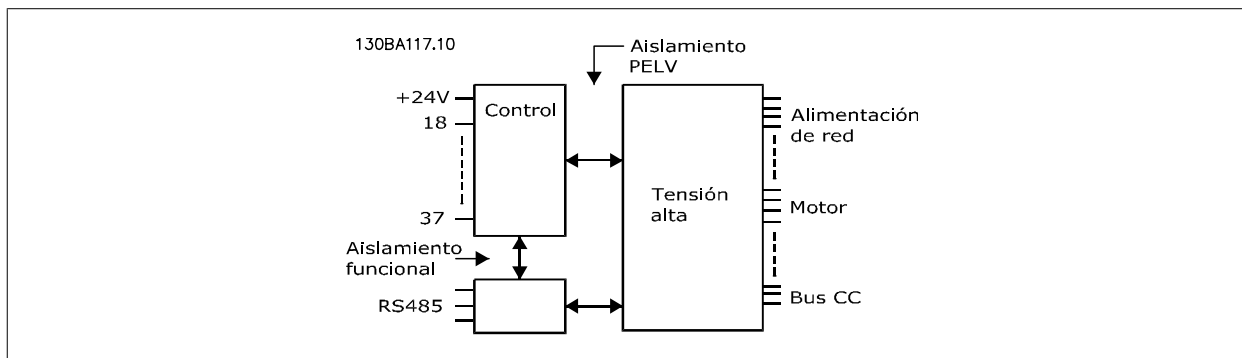 130BA117.10
Aislamiento
PELV
+24V
Control
18
Alimentación
de red
Tensión
alta
37
Motor
Aislamiento
funcional
RS485
Bus CC